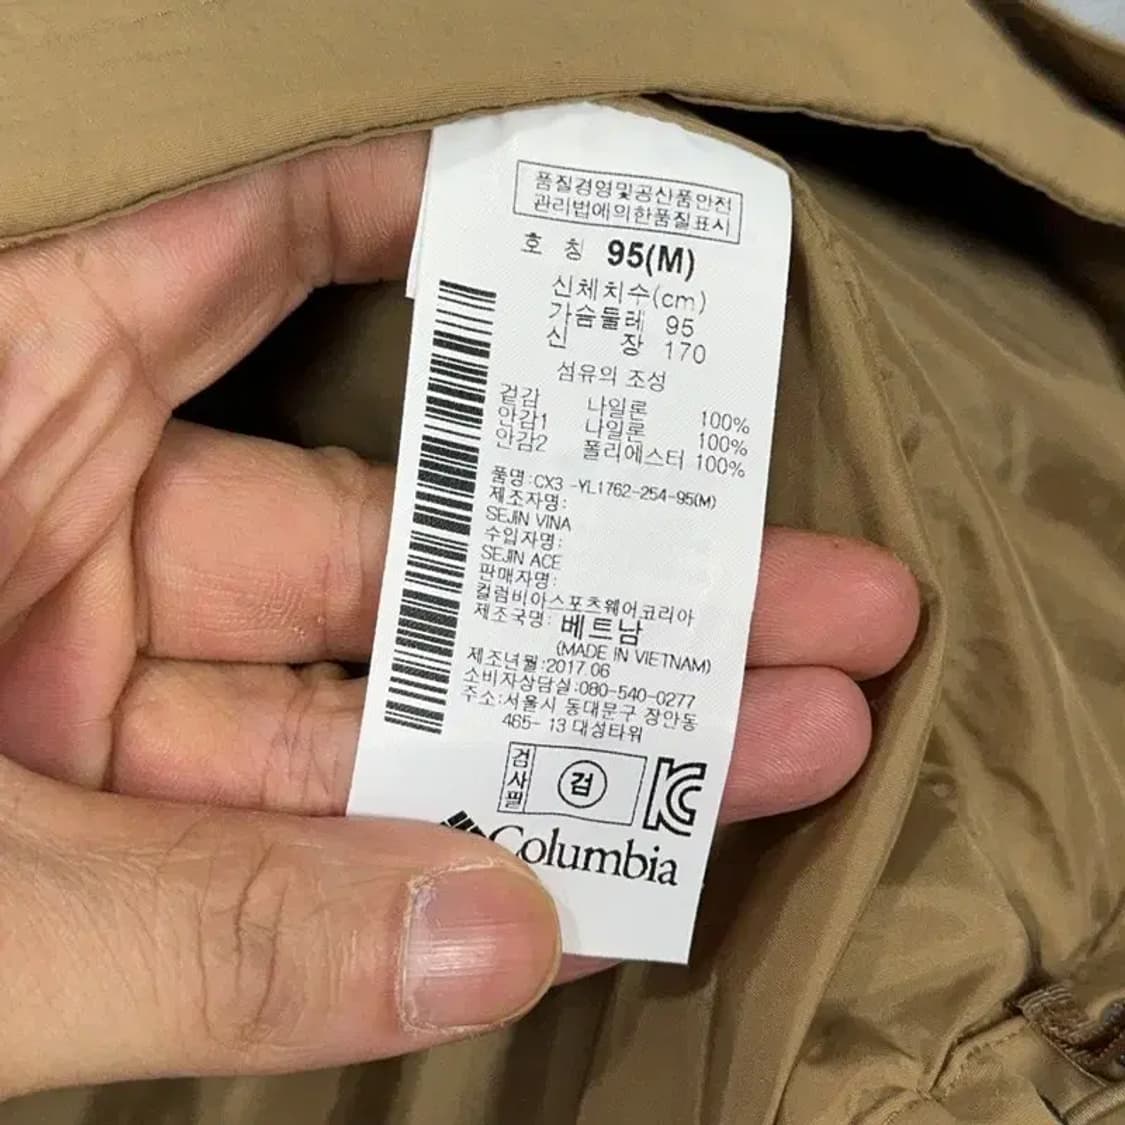 품질경영및공산품안전
관리법에의한품질표시
호 칭 95(M)
신체치수(cm)
가슴둘레 95
신 장 170
섬유의 조성
겉감 나일론 100%
안감1 나일론 100%
안감2 폴리에스터 100%
품명:CX3 -YL1762-254-95(M)
제조자명:
SEJIN VINA
수입자명:
SEJIN ACE
판매자명:
컬럼비아스포츠웨어코리아
제조국명: 베트남
(MADE IN VIETNAM)
제조년월:2017.06
소비자상담실:080-540-0277
주소:서울시 동대문구 장안동
465- 13 대성타워
검사필 검 KC
Columbia